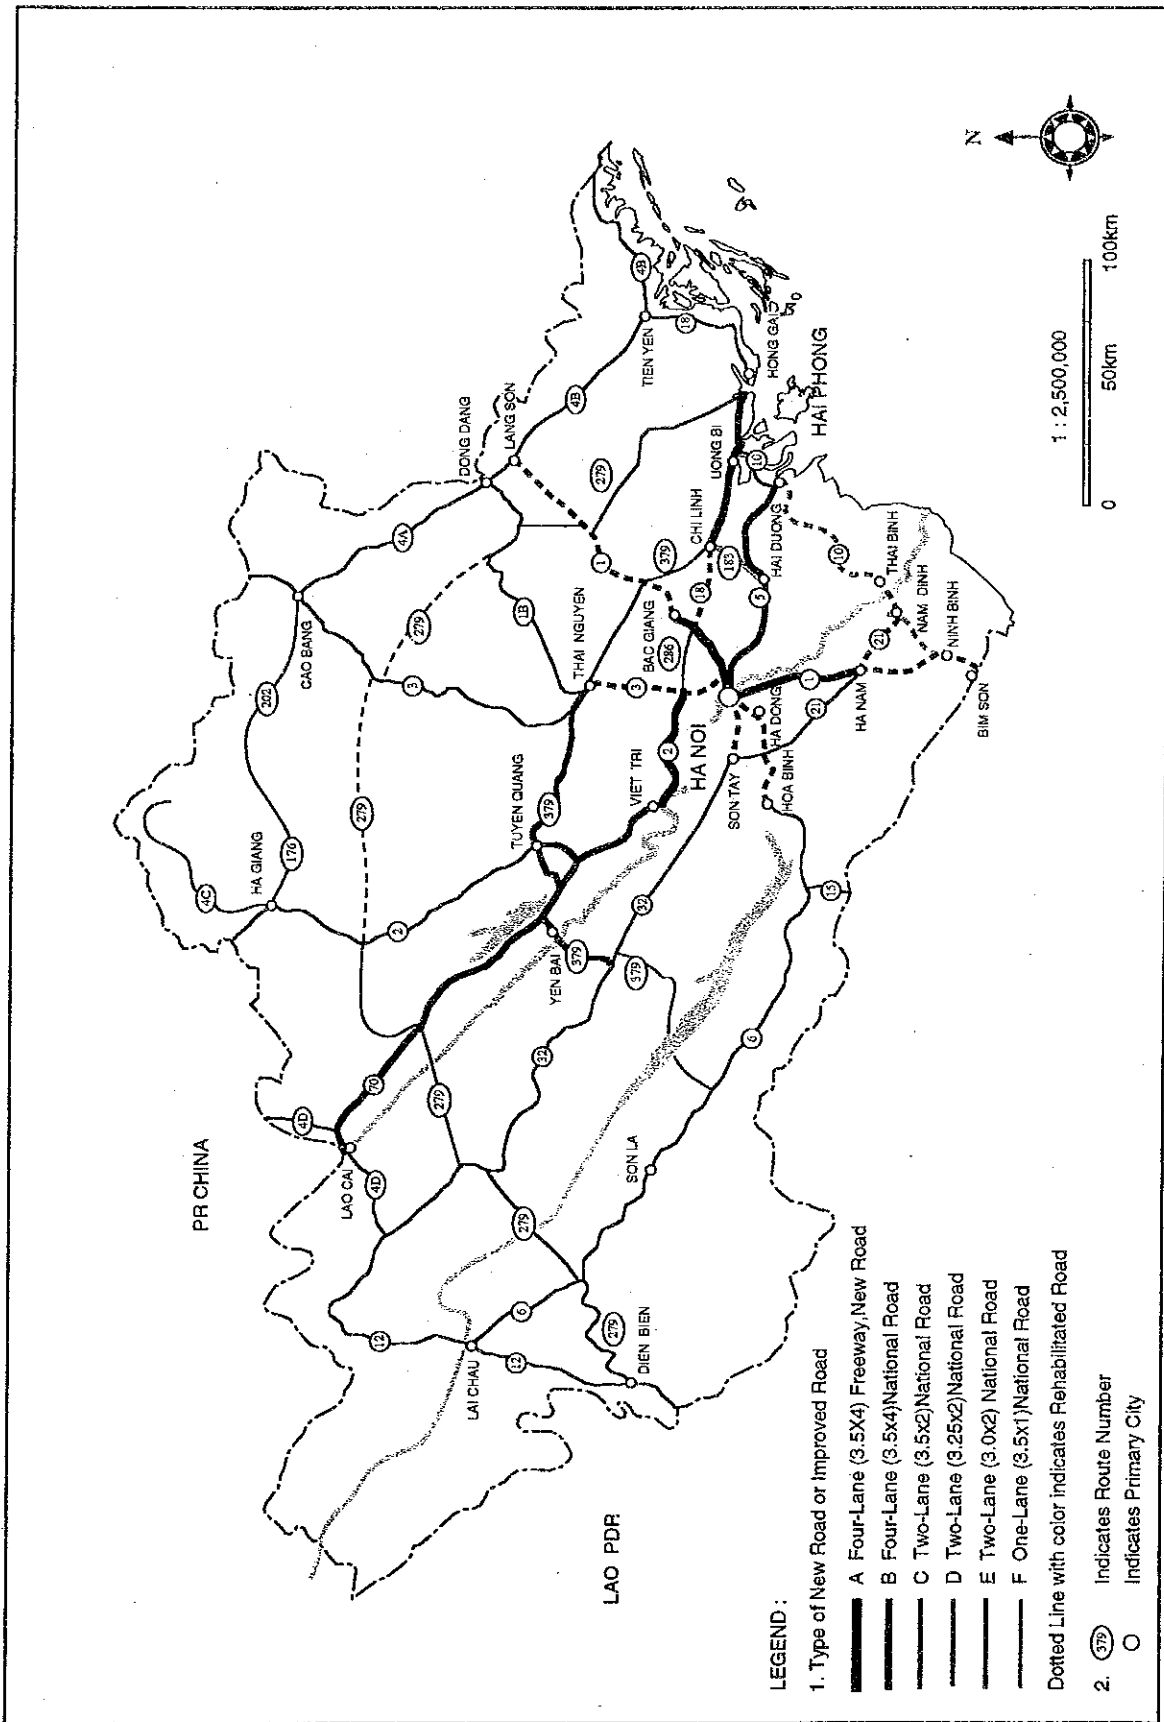 N
PR CHINA
LAO PDR
HA GIANG
CAO BANG
DONG DANG
LANG SON
TIEN YEN
LAO CAI
TUYEN QUANG
THAI NGUYEN
YEN BAI
VIET TRI
BAC GIANG
CHI LINH
UONG BI
HONG GAI
HAI PHONG
HAI DUONG
HA NOI
HA DONG
SON TAY
HOA BINH
HA NAM
THAI BINH
NAM DINH
NINH BINH
BIM SON
LAI CHAU
DIEN BIEN
SON LA
4C
176
202
4A
4B
4B
18
279
279
279
279
279
279
3
1B
1
379
18
183
286
3
5
10
10
21
21
1
2
2
379
379
379
70
4D
4D
32
32
6
6
12
12
15
1 : 2,500,000
0 50km 100km
LEGEND :
1. Type of New Road or Improved Road
A Four-Lane (3.5X4) Freeway,New Road
B Four-Lane (3.5x4)National Road
C Two-Lane (3.5x2)National Road
D Two-Lane (3.25x2)National Road
E Two-Lane (3.0x2) National Road
F One-Lane (3.5x1)National Road
Dotted Line with color indicates Rehabilitated Road
2. 379 Indicates Route Number
Indicates Primary City